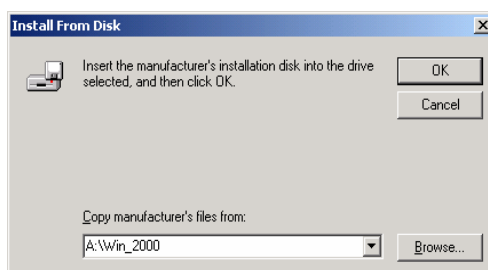 Install From Disk
Insert the manufacturer's installation disk into the drive
selected, and then click OK.
OK
Cancel
Copy manufacturer's files from:
A:\Win_2000
Browse...